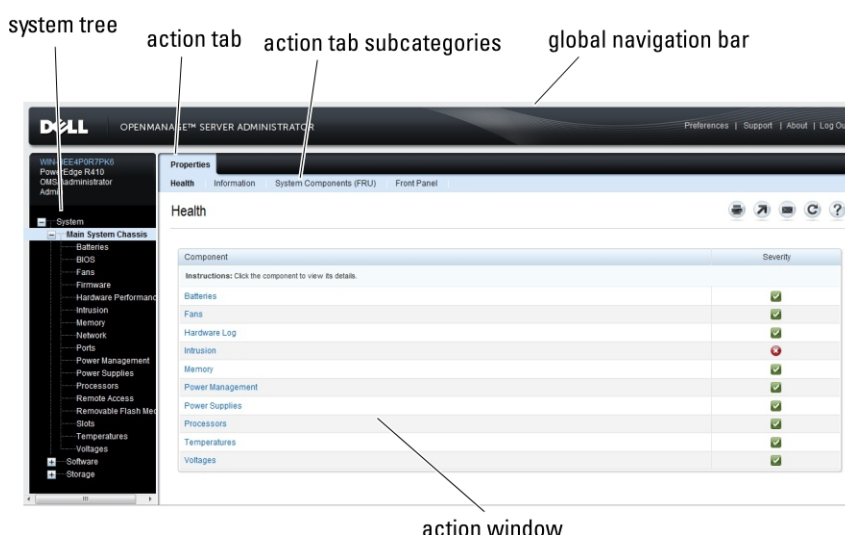 system tree
action tab
action tab subcategories
global navigation bar
DELL
OPENMANAGE™ SERVER ADMINISTRATOR
Preferences | Support | About | Log Ou
PowerEdge R410
Admin
Properties
Health Information System Components (FRU) Front Panel
Health
System
Main System Chassis
Batteries
BIOS
Fans
Firmware
Hardware Performanc
Intrusion
Memory
Network
Ports
Power Management
Power Supplies
Processors
Remote Access
Removable Flash Med
Slots
Temperatures
Voltages
Software
Storage
Component Severity
Instructions: Click the component to view its details.
Batteries
Fans
Hardware Log
Intrusion
Memory
Power Management
Power Supplies
Processors
Temperatures
Voltages
action window